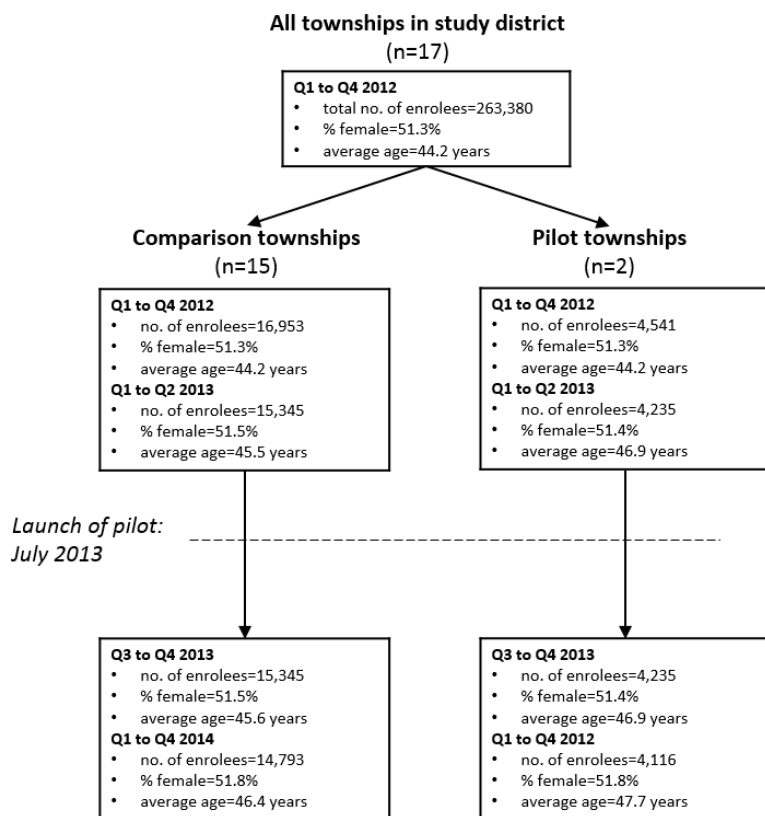 All townships in study district
(n=17)
Q1 to Q4 2012
• total no. of enrolees=263,380
• % female=51.3%
• average age=44.2 years
Comparison townships
(n=15)
Q1 to Q4 2012
• no. of enrolees=16,953
• % female=51.3%
• average age=44.2 years
Q1 to Q2 2013
• no. of enrolees=15,345
• % female=51.5%
• average age=45.5 years
Pilot townships
(n=2)
Q1 to Q4 2012
• no. of enrolees=4,541
• % female=51.3%
• average age=44.2 years
Q1 to Q2 2013
• no. of enrolees=4,235
• % female=51.4%
• average age=46.9 years
Launch of pilot:
July 2013
Q3 to Q4 2013
• no. of enrolees=15,345
• % female=51.5%
• average age=45.6 years
Q1 to Q4 2014
• no. of enrolees=14,793
• % female=51.8%
• average age=46.4 years
Q3 to Q4 2013
• no. of enrolees=4,235
• % female=51.4%
• average age=46.9 years
Q1 to Q4 2012
• no. of enrolees=4,116
• % female=51.8%
• average age=47.7 years